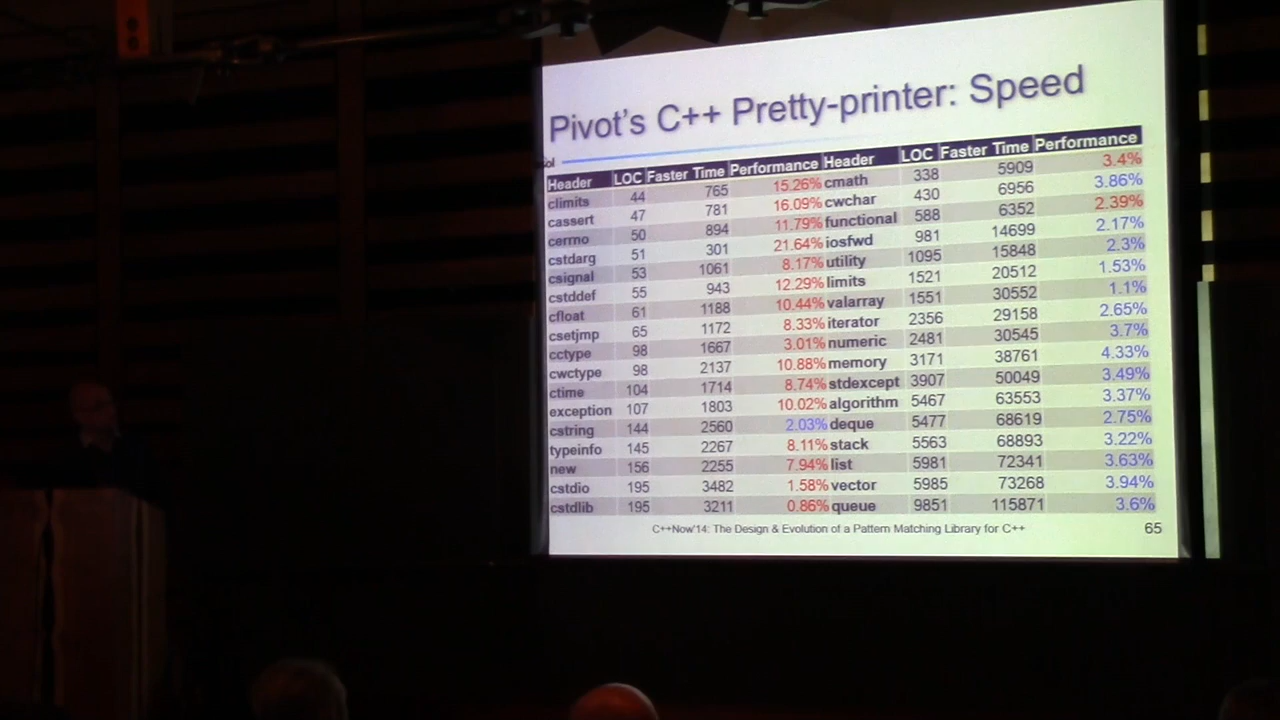 Pivot's C++ Pretty-printer: Speed
Header LOC Faster Time Performance Header LOC Faster Time Performance
climits 44 765 15.26% cmath 338 5909 3.4%
cassert 47 781 16.09% cwchar 430 6956 3.86%
cerrno 50 894 11.79% functional 588 6352 2.39%
cstdarg 51 301 21.64% iosfwd 981 14699 2.17%
csignal 53 1061 8.17% utility 1095 15848 2.3%
cstddef 55 943 12.29% limits 1521 20512 1.53%
cfloat 61 1188 10.44% valarray 1551 30552 1.1%
csetjmp 65 1172 8.33% iterator 2356 29158 2.65%
cctype 98 1667 3.01% numeric 2481 30545 3.7%
cwctype 98 2137 10.88% memory 3171 38761 4.33%
ctime 104 1714 8.74% stdexcept 3907 50049 3.49%
exception 107 1803 10.02% algorithm 5467 63553 3.37%
cstring 144 2560 2.03% deque 5477 68619 2.75%
typeinfo 145 2267 8.11% stack 5563 68893 3.22%
new 156 2255 7.94% list 5981 72341 3.63%
cstdio 195 3482 1.58% vector 5985 73268 3.94%
cstdlib 195 3211 0.86% queue 9851 115871 3.6%
C++Now'14: The Design & Evolution of a Pattern Matching Library for C++ 65